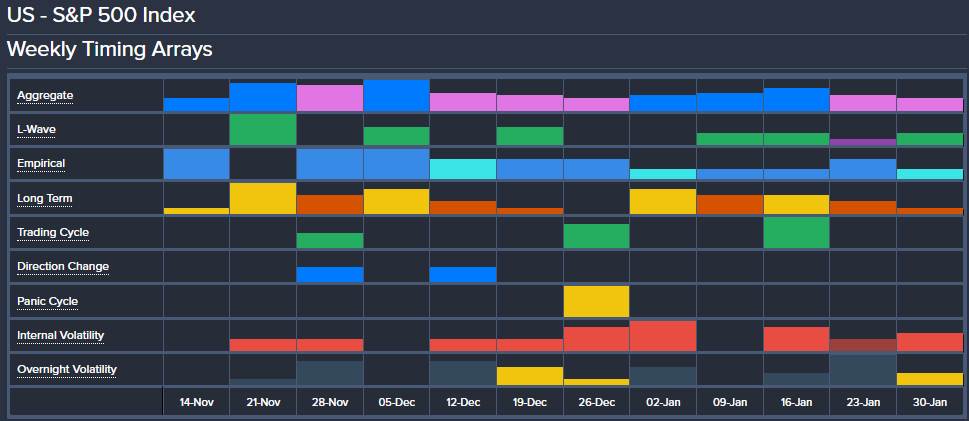 US - S&P 500 Index
Weekly Timing Arrays
Aggregate
L-Wave
Empirical
Long Term
Trading Cycle
Direction Change
Panic Cycle
Internal Volatility
Overnight Volatility
14-Nov 21-Nov 28-Nov 05-Dec 12-Dec 19-Dec 26-Dec 02-Jan 09-Jan 16-Jan 23-Jan 30-Jan